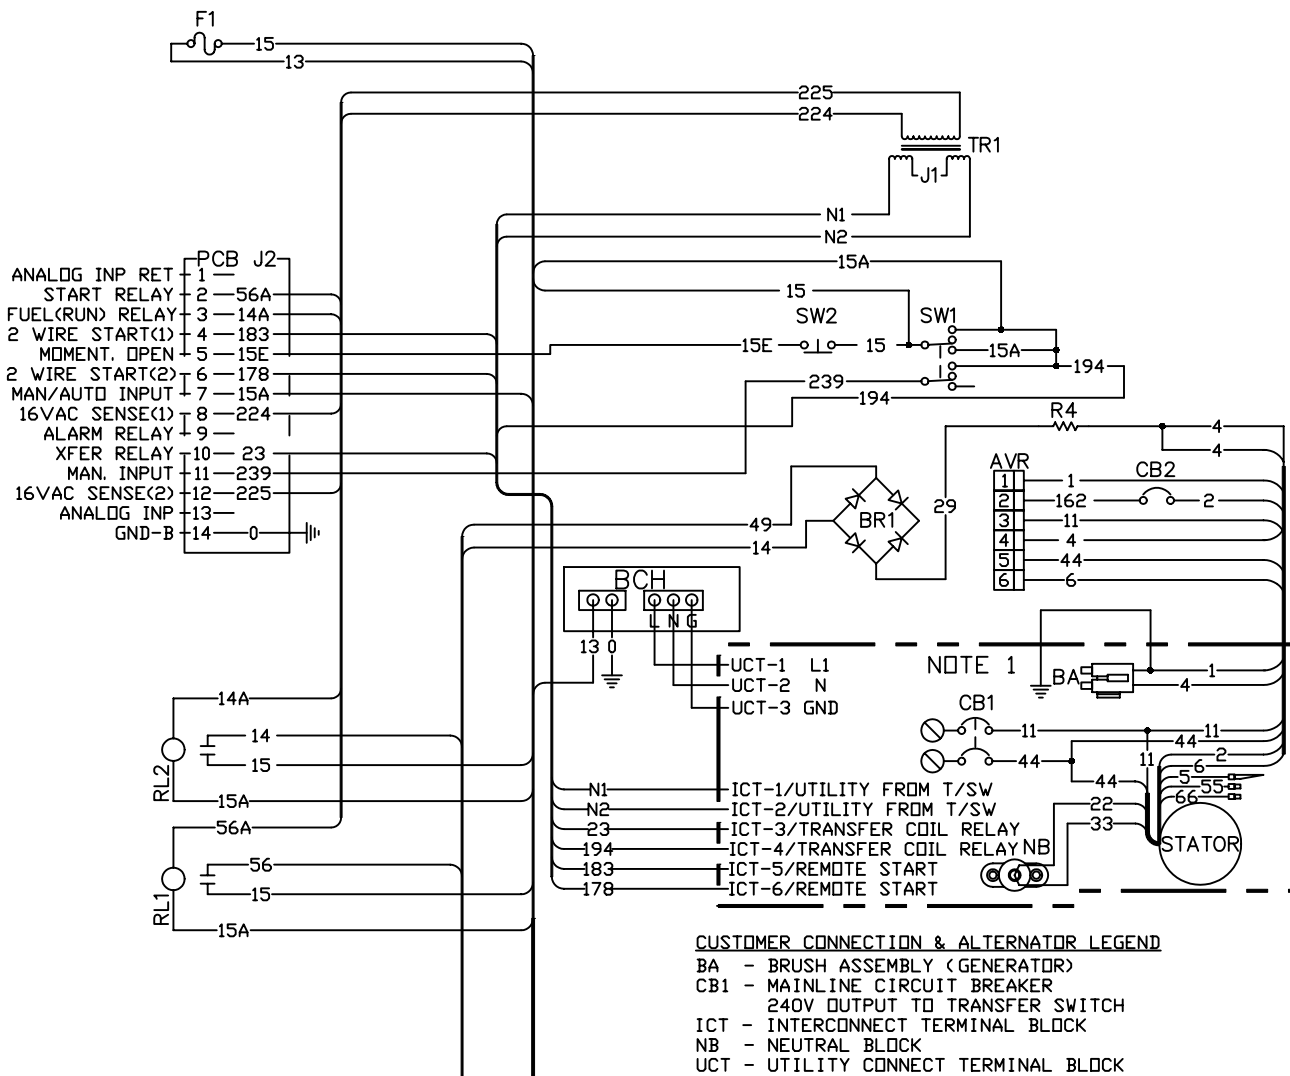 F1
15
13
225
224
TR1
J1
N1
N2
15A
15
SW2
SW1
PCB J2
ANALOG INP RET 1
START RELAY 2 56A
FUEL(RUN) RELAY 3 14A
2 WIRE START(1) 4 183
MOMENT. OPEN 5 15E
2 WIRE START(2) 6 178
MAN/AUTO INPUT 7 15A
16VAC SENSE(1) 8 224
ALARM RELAY 9
XFER RELAY 10 23
MAN. INPUT 11 239
16VAC SENSE(2) 12 225
ANALOG INP 13
GND-B 14 0
15E 15 15A
194
239
194
R4
4
4
AVR
CB2
1 1
2 162 2
3 11
4 4
5 44
6 6
29
49
BR1
14
BCH
L N G
13 0
UCT-1 L1
UCT-2 N
UCT-3 GND
NOTE 1
BA
1
4
CB1
11 11
44
44
11
2
6
5
55
66
44
22
33
STATOR
14A
14
15
RL2
15A
56A
56
15
RL1
15A
N1 ICT-1/UTILITY FROM T/SW
N2 ICT-2/UTILITY FROM T/SW
23 ICT-3/TRANSFER COIL RELAY
194 ICT-4/TRANSFER COIL RELAY NB
183 ICT-5/REMOTE START
178 ICT-6/REMOTE START
CUSTOMER CONNECTION & ALTERNATOR LEGEND
BA - BRUSH ASSEMBLY (GENERATOR)
CB1 - MAINLINE CIRCUIT BREAKER
240V OUTPUT TO TRANSFER SWITCH
ICT - INTERCONNECT TERMINAL BLOCK
NB - NEUTRAL BLOCK
UCT - UTILITY CONNECT TERMINAL BLOCK